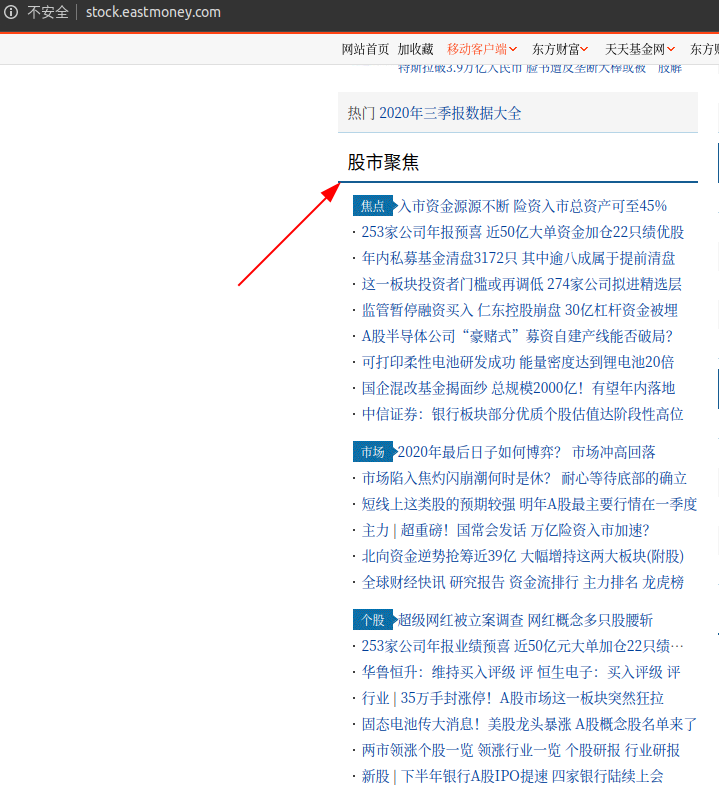 不安全 stock.eastmoney.com
网站首页 加收藏 移动客户端 东方财富 天天基金网 东方
特斯拉破3.9万亿人民币 脸书遭反垄断大棒或被 股解
热门 2020年三季报数据大全
股市聚焦
焦点 入市资金源源不断 险资入市总资产可至45%
· 253家公司年报预喜 近50亿大单资金加仓22只绩优股
· 年内私募基金清盘3172只 其中逾八成属于提前清盘
· 这一板块投资者门槛或再调低 274家公司拟进精选层
· 监管暂停融资买入 仁东控股崩盘 30亿杠杆资金被埋
· A股半导体公司“豪赌式”募资自建产线能否破局？
· 可打印柔性电池研发成功 能量密度达到锂电池20倍
· 国企混改基金揭面纱 总规模2000亿！有望年内落地
· 中信证券：银行板块部分优质个股估值达阶段性高位
市场 2020年最后日子如何博弈？ 市场冲高回落
· 市场陷入焦灼闪崩潮何时是休？ 耐心等待底部的确立
· 短线上这类股的预期较强 明年A股最主要行情在一季度
· 主力 | 超重磅！国常会发话 万亿险资入市加速？
· 北向资金逆势抢筹近39亿 大幅增持这两大板块(附股)
· 全球财经快讯 研究报告 资金流排行 主力排名 龙虎榜
个股 超级网红被立案调查 网红概念多只股腰斩
· 253家公司年报业绩预喜 近50亿元大单加仓22只绩…
· 华鲁恒升：维持买入评级 评 恒生电子：买入评级 评
· 行业 | 35万手封涨停！A股市场这一板块突然狂拉
· 固态电池传大消息！美股龙头暴涨 A股概念股名单来了
· 两市领涨个股一览 领涨行业一览 个股研报 行业研报
· 新股 | 下半年银行A股IPO提速 四家银行陆续上会